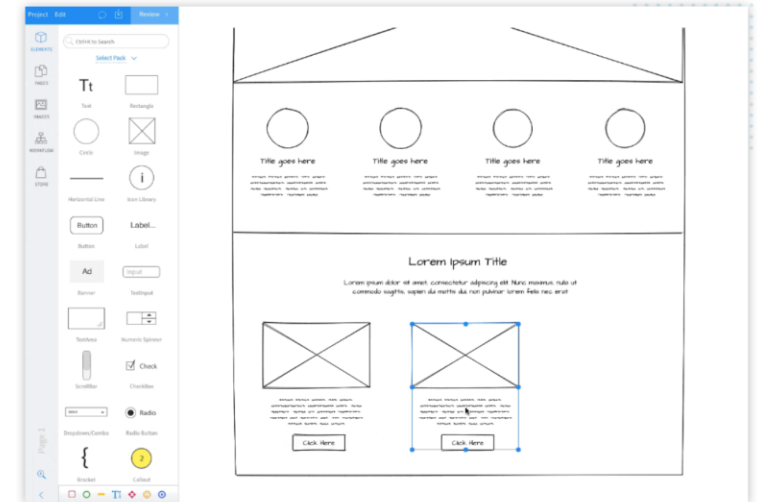 Project Edit Review
Ctrl+K to Search
Select Pack
ELEMENTS
PAGES
IMAGES
WORKFLOW
STORE
Tt
Text Rectangle
Circle Image
i
Horizontal Line Icon Library
Button Label...
Button Label
Ad Input
Banner TextInput
TextArea Numeric Spinner
Check
ScrollBar CheckBox
Radio
Dropdown/Combo Radio Button
{ 2
Bracket Callout
Page 1
Title goes here Title goes here Title goes here Title goes here
Lorem Ipsum Title
Lorem ipsum dolor sit amet, consectetur adipiscing elit. Nunc maximus, nulla ut
commodo sagittis, sapien dui mattis dui, non pulvinar lorem felis nec erat
Click Here Click Here